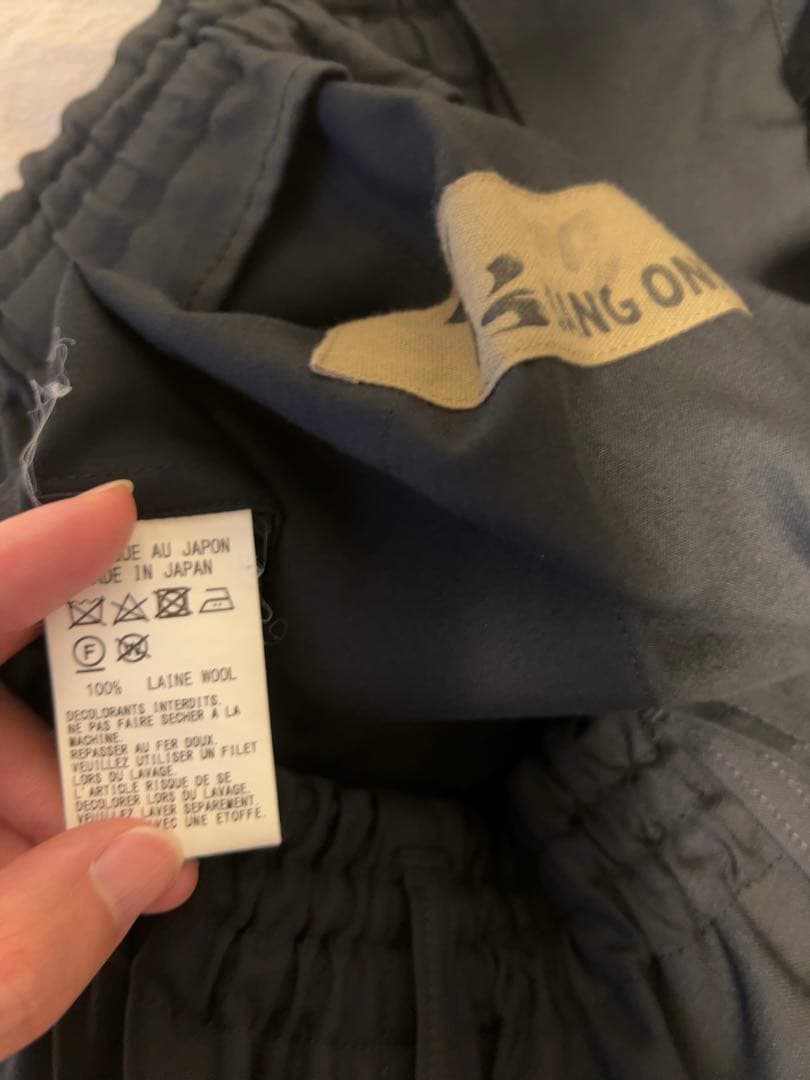 NG ON
AU JAPON
IN JAPAN
F
W
100% LAINE WOOL
DECOLORANTS INTERDITS.
NE PAS FAIRE SECHER A LA
MACHINE.
REPASSER AU FER DOUX.
VEUILLEZ UTILISER UN FILET
LORS DU LAVAGE.
L'ARTICLE RISQUE DE SE
DECOLORER LORS DU LAVAGE.
VEUILLEZ LAVER SEPAREMENT.
AVEC UNE ETOFFE.